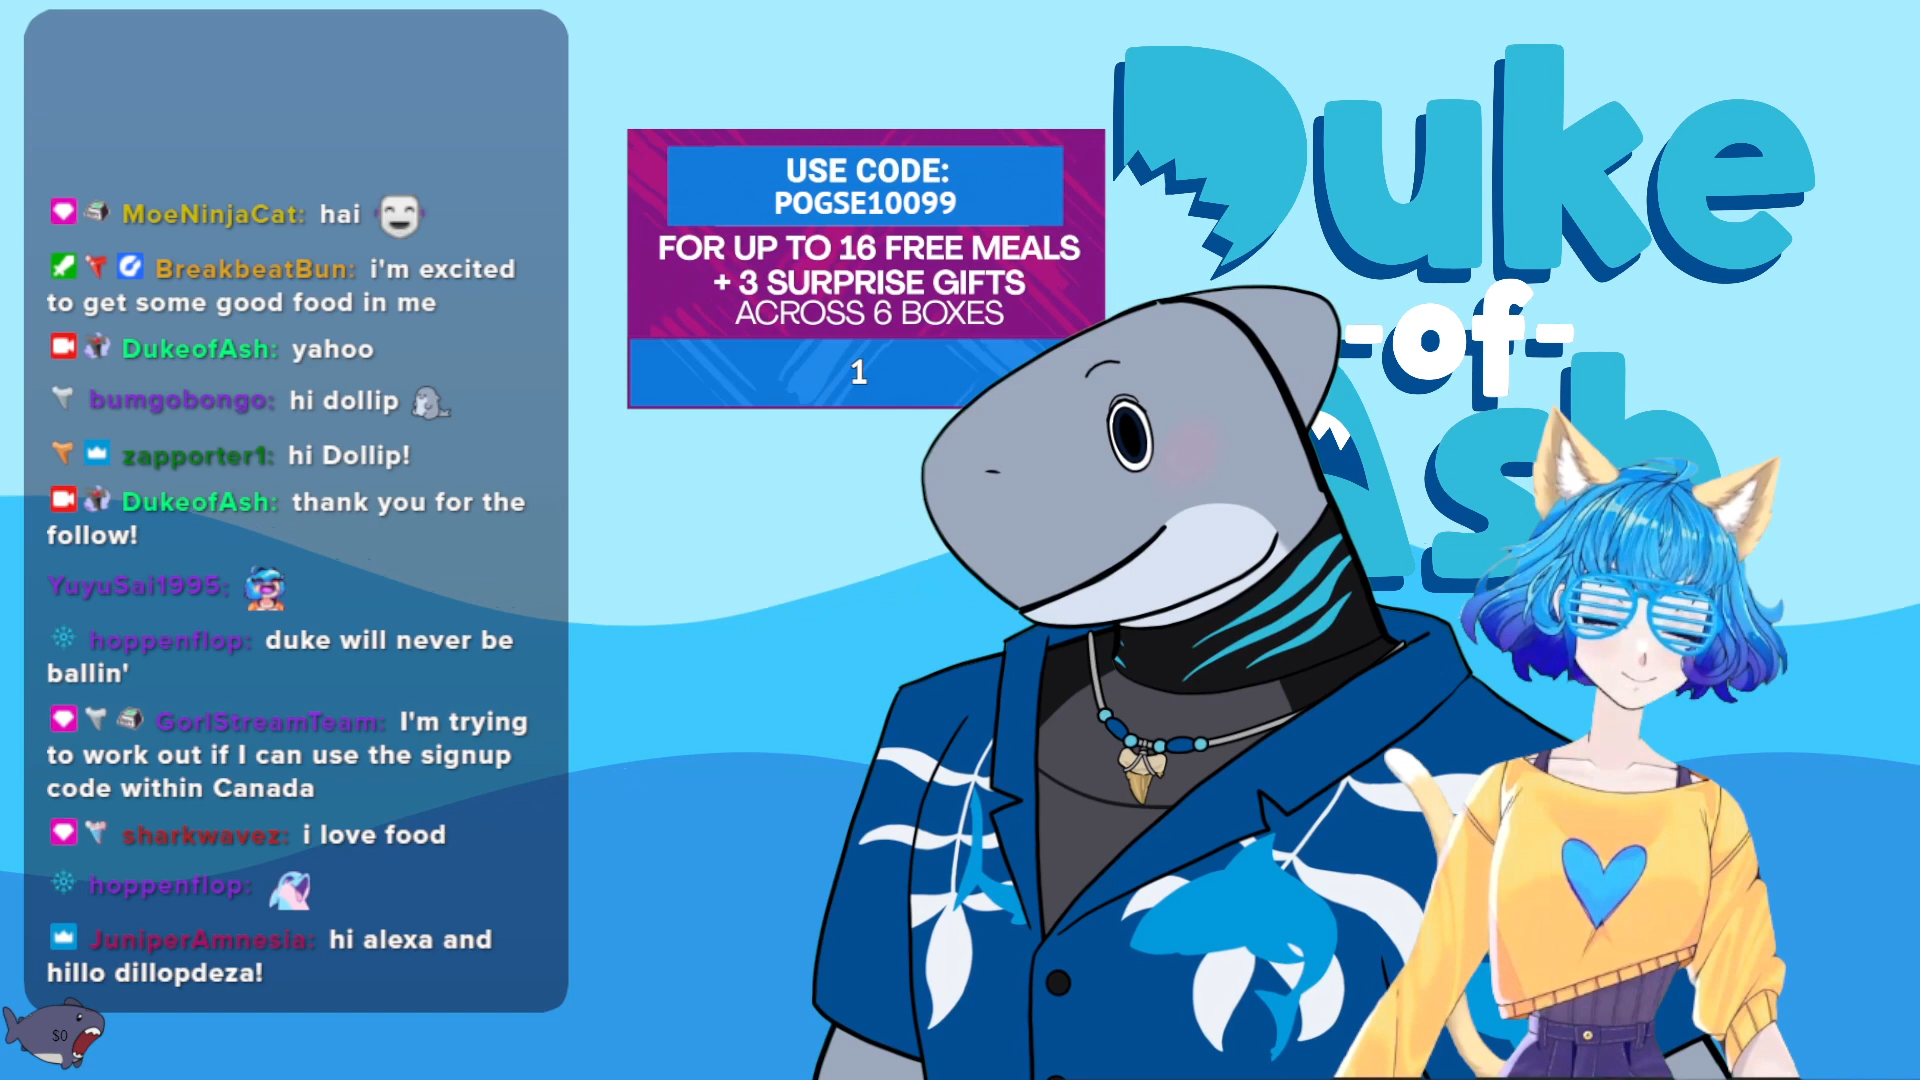 MoeNinjaCat: hai
BreakbeatBun: i'm excited
to get some good food in me
DukeofAsh: yahoo
bumgobongo: hi dollip
zapporter1: hi Dollip!
DukeofAsh: thank you for the
follow!
YuyuSai1995:
hoppenflop: duke will never be
ballin'
GorlStreamTeam: I'm trying
to work out if I can use the signup
code within Canada
sharkwavez: i love food
hoppenflop:
JuniperAmnesia: hi alexa and
hillo dillopdeza!
$0
USE CODE:
POGSE10099
FOR UP TO 16 FREE MEALS
+ 3 SURPRISE GIFTS
ACROSS 6 BOXES
1
Duke
-of-
Ash